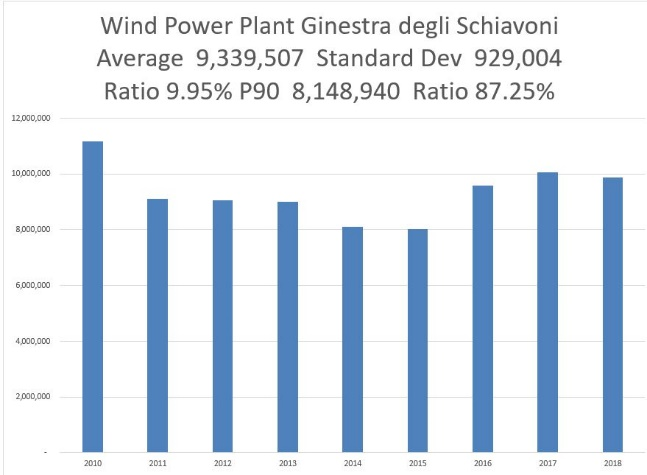 Wind Power Plant Ginestra degli Schiavoni
Average 9,339,507 Standard Dev 929,004
Ratio 9.95% P90 8,148,940 Ratio 87.25%
12,000,000
10,000,000
8,000,000
6,000,000
4,000,000
2,000,000
-
2010 2011 2012 2013 2014 2015 2016 2017 2018